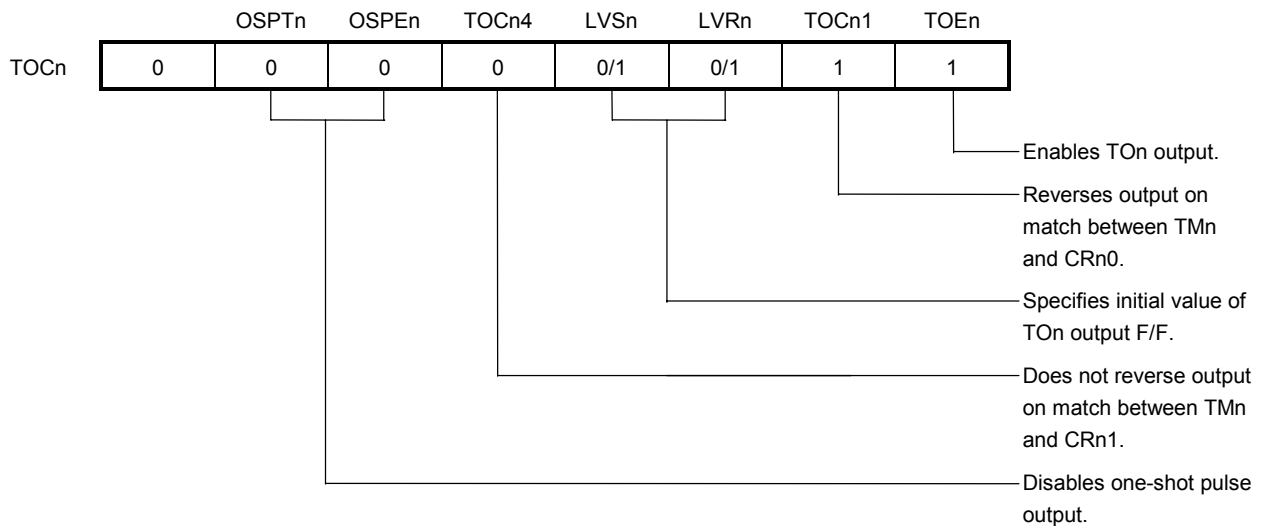 OSPTn OSPEn TOCn4 LVSn LVRn TOCn1 TOEn
TOCn 0 0 0 0 0/1 0/1 1 1
Enables TOn output.
Reverses output on
match between TMn
and CRn0.
Specifies initial value of
TOn output F/F.
Does not reverse output
on match between TMn
and CRn1.
Disables one-shot pulse
output.